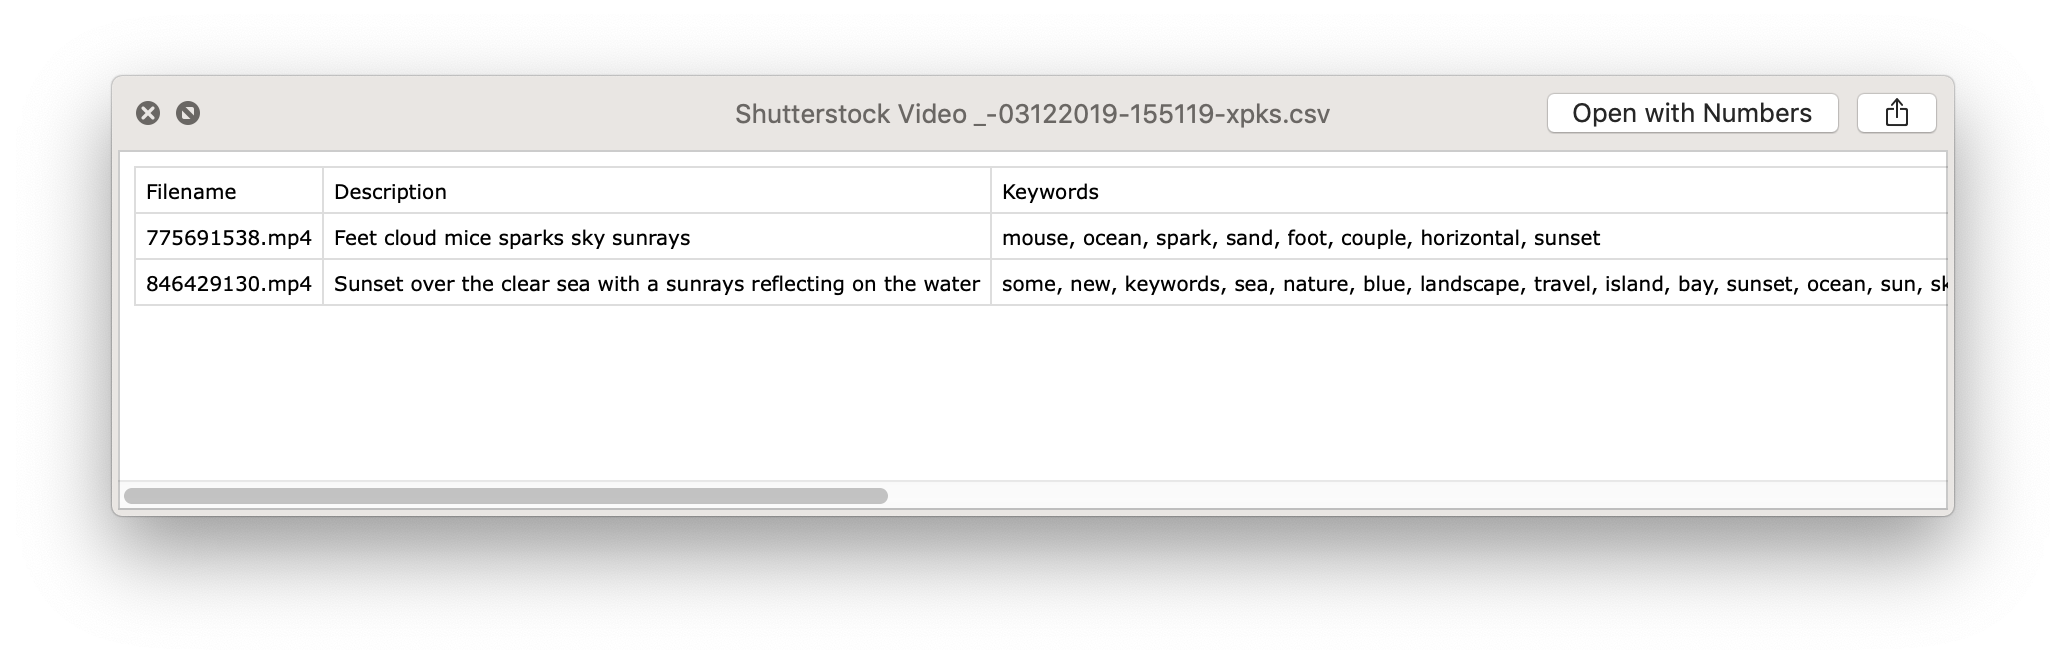 Shutterstock Video _-03122019-155119-xpks.csv
Open with Numbers
Filename Description Keywords
775691538.mp4 Feet cloud mice sparks sky sunrays mouse, ocean, spark, sand, foot, couple, horizontal, sunset
846429130.mp4 Sunset over the clear sea with a sunrays reflecting on the water some, new, keywords, sea, nature, blue, landscape, travel, island, bay, sunset, ocean, sun,